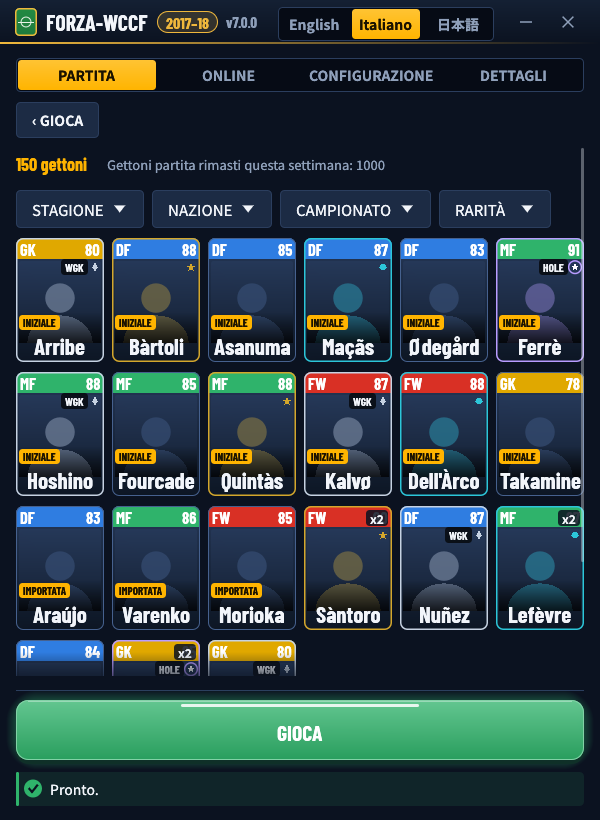 FORZA-WCCF 2017-18 v7.0.0 English Italiano 日本語
PARTITA ONLINE CONFIGURAZIONE DETTAGLI
‹ GIOCA
150 gettoni Gettoni partita rimasti questa settimana: 1000
STAGIONE NAZIONE CAMPIONATO RARITÀ
GK 80 DF 88 DF 85 DF 87 DF 83 MF 91
WGK HOLE
INIZIALE INIZIALE INIZIALE INIZIALE INIZIALE INIZIALE
Arribe Bàrtoli Asanuma Maçãs Ødegård Ferrè
MF 88 MF 85 MF 88 FW 87 FW 88 GK 78
WGK WGK
INIZIALE INIZIALE INIZIALE INIZIALE INIZIALE INIZIALE
Hoshino Fourcade Quintàs Kalvø Dell'Àrco Takamine
DF 83 MF 86 FW 85 FW x2 DF 87 MF x2
WGK
IMPORTATA IMPORTATA IMPORTATA
Araújo Varenko Morioka Sàntoro Nuñez Lefèvre
DF 84 GK x2 GK 80
HOLE WGK
GIOCA
Pronto.